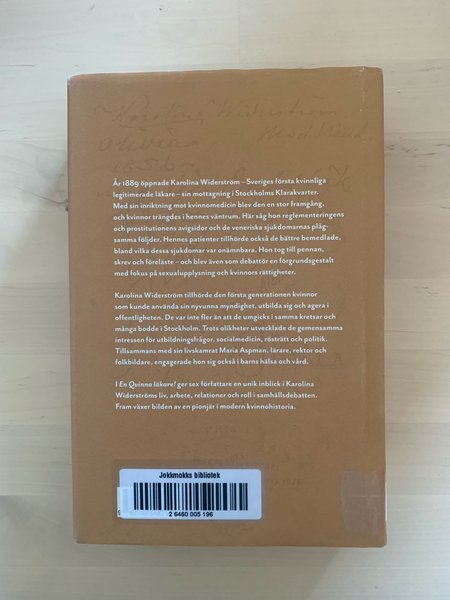 "Karolina Widerström
År 1889 öppnade Karolina Widerström – Sveriges första kvinnliga
legitimerade läkare – sin mottagning i Stockholms Klarakvarter.
Med sin inriktning mot kvinnomedicin blev den en stor framgång,
och kvinnor trängdes i hennes väntrum. Här såg hon reglementeringens
och prostitutionens avigsidor och de veneriska sjukdomarnas plåg-
samma följder. Hennes patienter tillhörde också de bättre bemedlade,
bland vilka dessa sjukdomar var onämnbara. Hon tog till pennan,
skrev och föreläste – och blev även som debattör en förgrundsgestalt
med fokus på sexualupplysning och kvinnors rättigheter.
Karolina Widerström tillhörde den första generationen kvinnor
som kunde använda sin nyvunna myndighet, utbilda sig och agera i
offentligheten. De var inte fler än att de umgicks i samma kretsar och
många bodde i Stockholm. Trots olikheter utvecklade de gemensamma
intressen för utbildningsfrågor, socialmedicin, rösträtt och politik.
Tillsammans med sin livskamrat Maria Aspman, lärare, rektor och
folkbildare, engagerade hon sig också i barns hälsa och vård.
I En Qvinna läkare! ger sex författare en unik inblick i Karolina
Widerströms liv, arbete, relationer och roll i samhällsdebatten.
Fram växer bilden av en pionjär i modern kvinnohistoria.
Jokkmokks bibliotek
2 6460 005 196